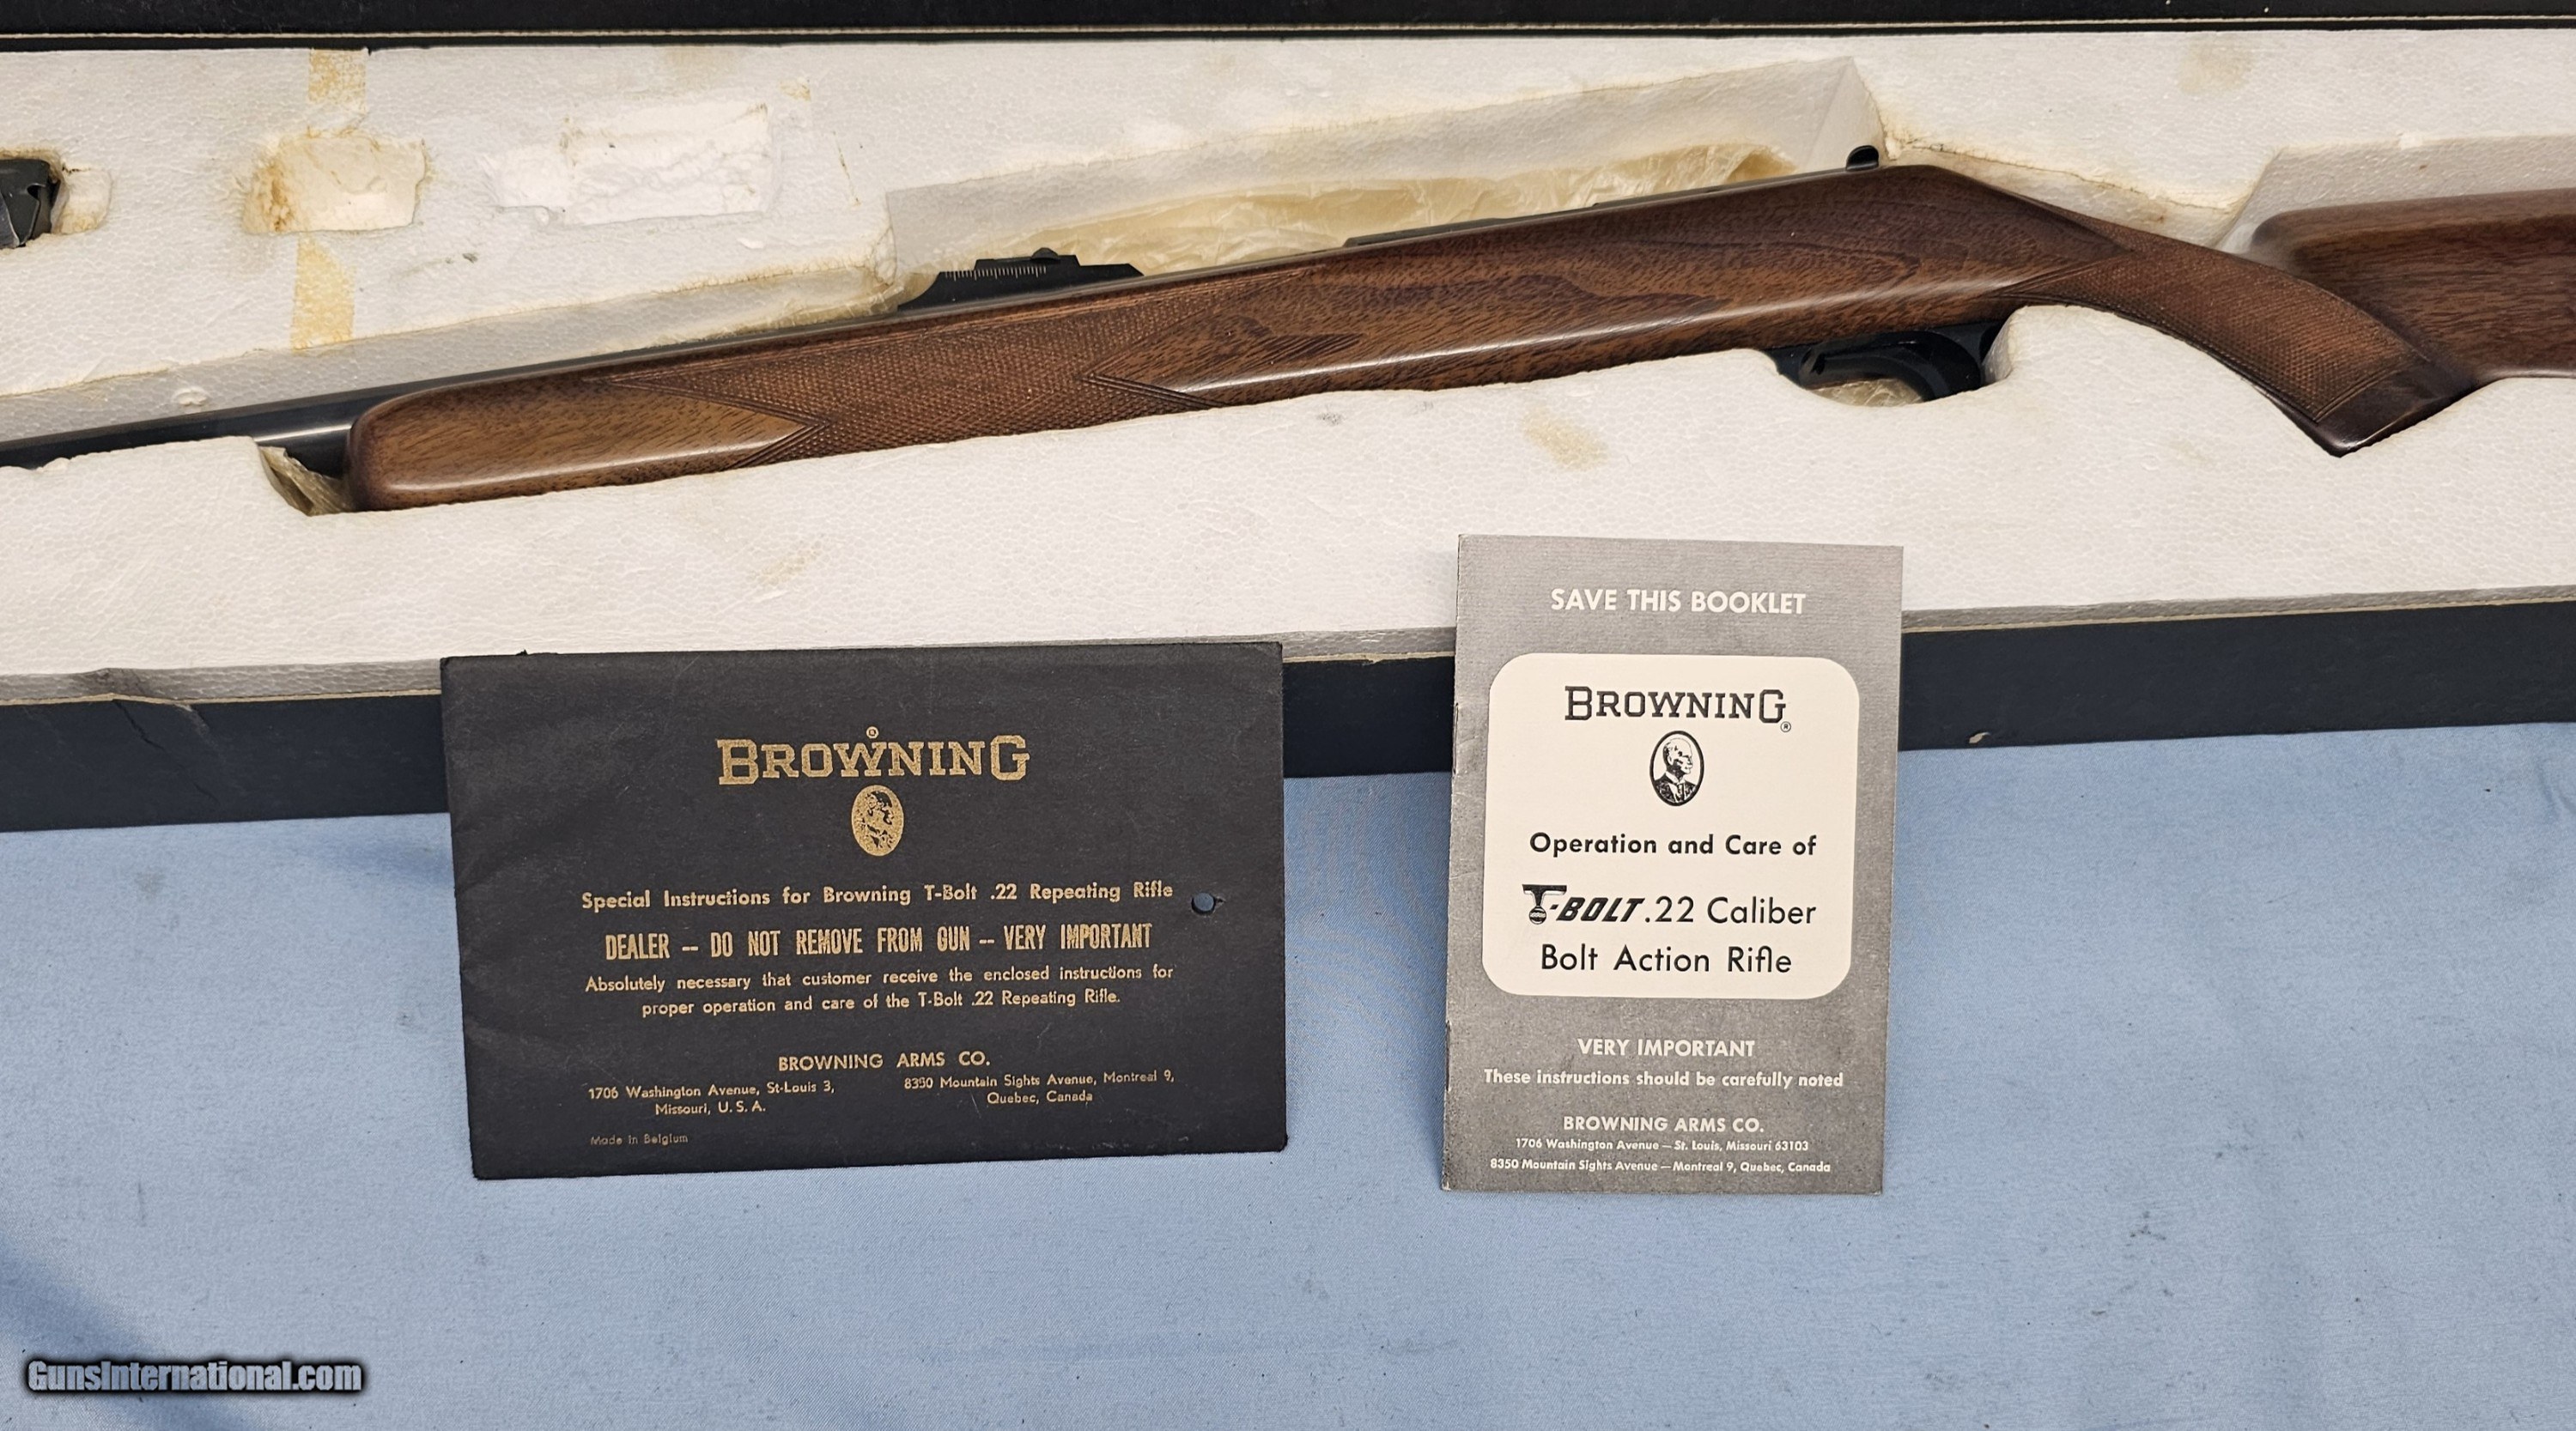 BROWNING
®
Special Instructions for Browning T-Bolt .22 Repeating Rifle
DEALER -- DO NOT REMOVE FROM GUN -- VERY IMPORTANT
Absolutely necessary that customer receive the enclosed instructions for
proper operation and care of the T-Bolt .22 Repeating Rifle.
BROWNING ARMS CO.
1706 Washington Avenue, St-Louis 3,
Missouri, U.S.A.
8350 Mountain Sights Avenue, Montreal 9,
Quebec, Canada
Made in Belgium
SAVE THIS BOOKLET
BROWNING®
Operation and Care of
T-BOLT .22 Caliber
Bolt Action Rifle
VERY IMPORTANT
These instructions should be carefully noted
BROWNING ARMS CO.
1706 Washington Avenue — St. Louis, Missouri 63103
8350 Mountain Sights Avenue — Montreal 9, Quebec, Canada
GunsInternational.com